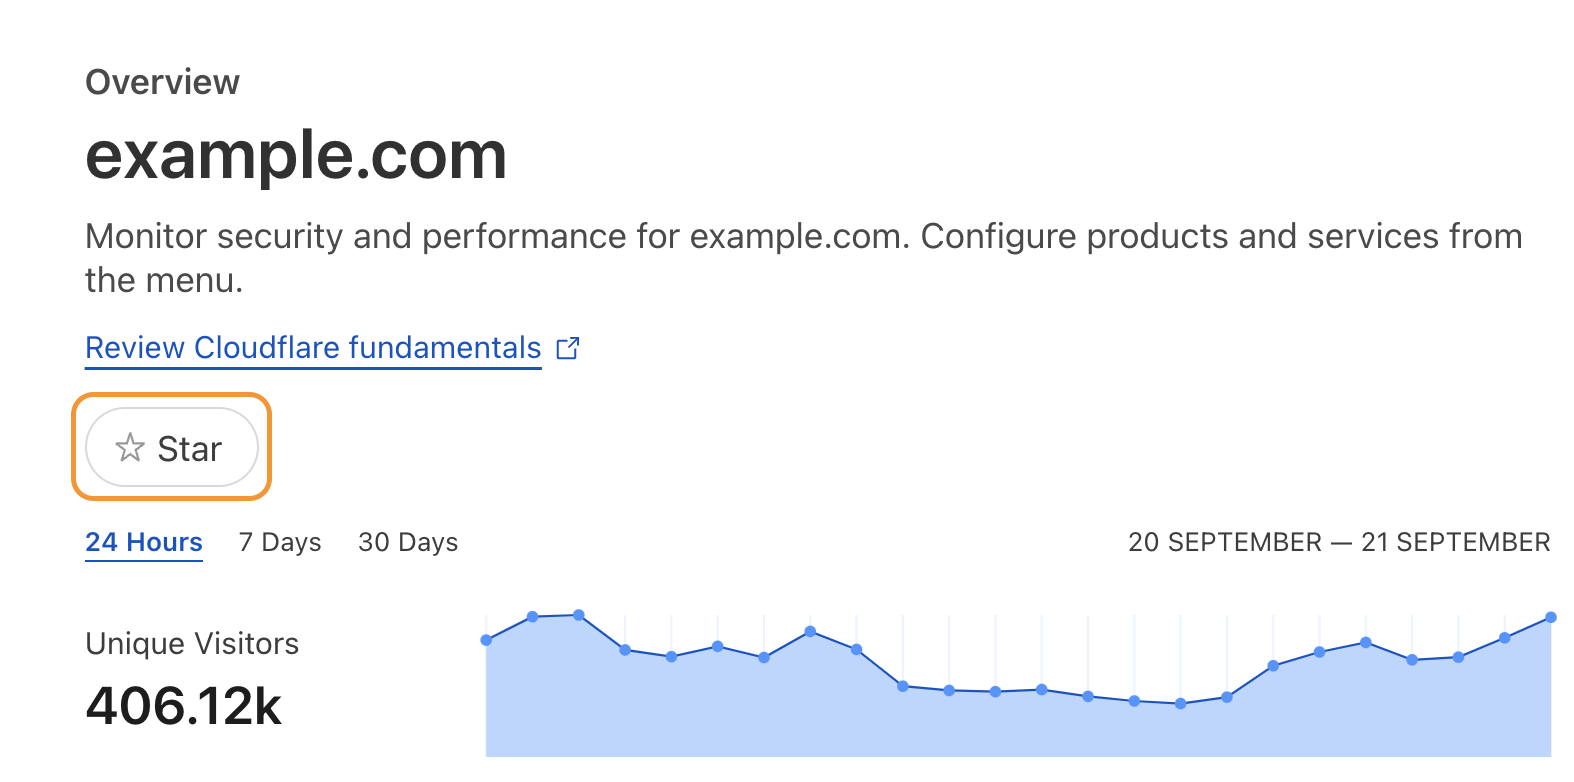 Overview
example.com
Monitor security and performance for example.com. Configure products and services from
the menu.
Review Cloudflare fundamentals
Star
24 Hours 7 Days 30 Days 20 SEPTEMBER — 21 SEPTEMBER
Unique Visitors
406.12k